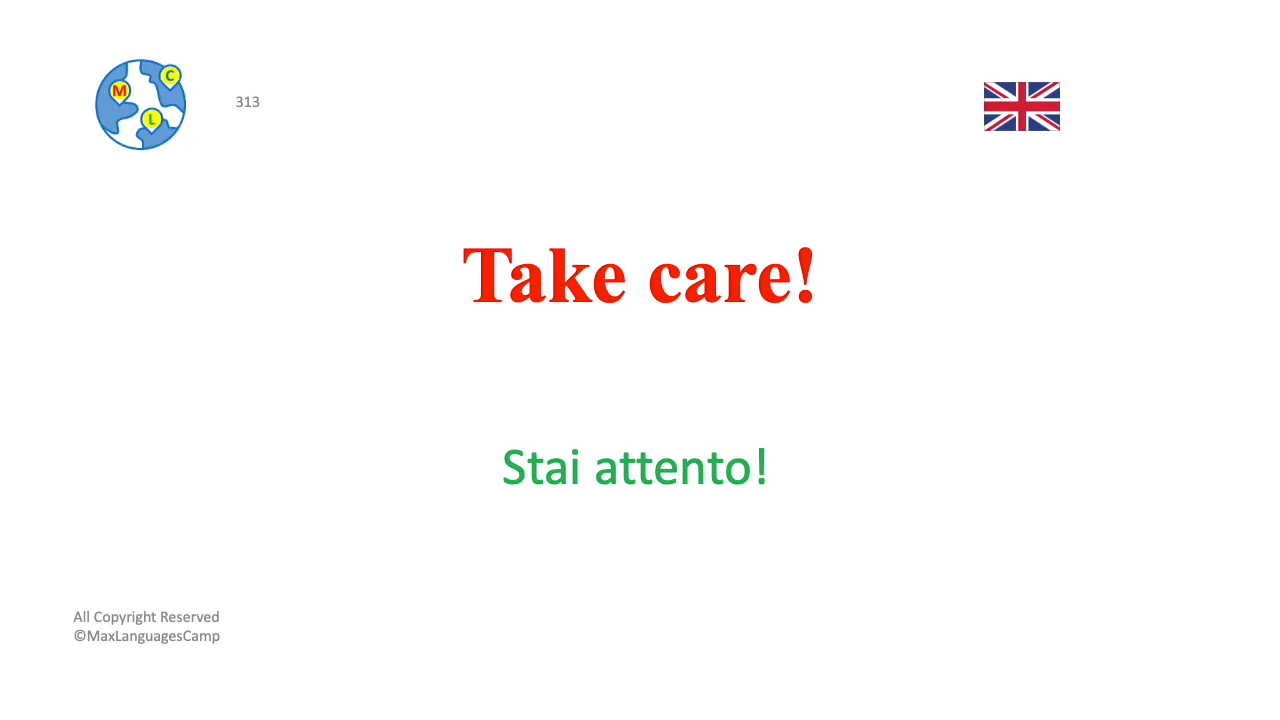 M
C
L
313
Take care!
Stai attento!
All Copyright Reserved
©MaxLanguagesCamp